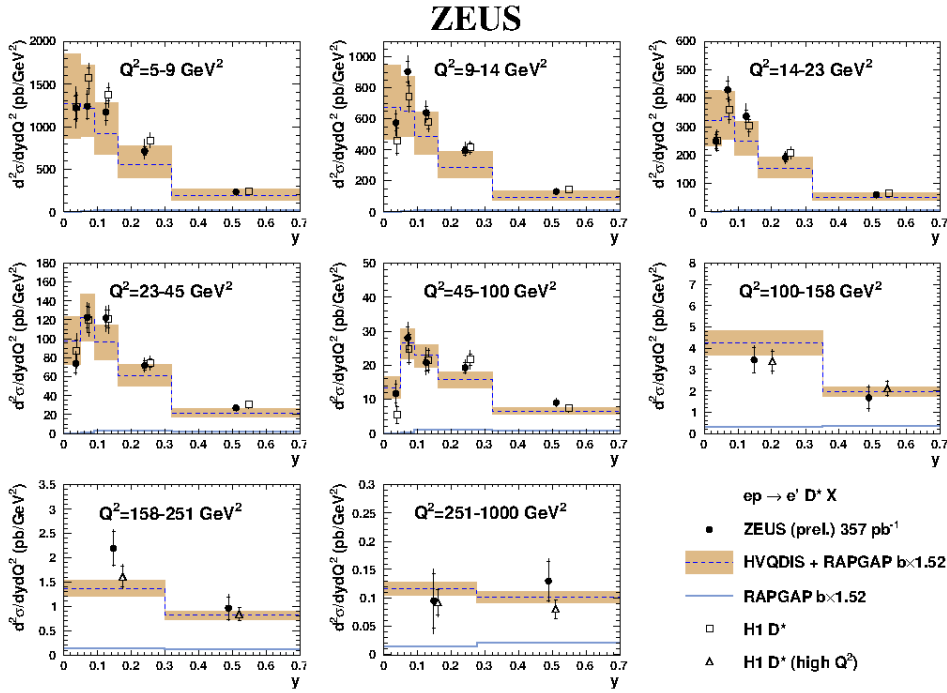 ZEUS
d²σ/dydQ² (pb/GeV²)
2000
1500
1000
500
0
Q²=5-9 GeV²
0 0.1 0.2 0.3 0.4 0.5 0.6 0.7
y
d²σ/dydQ² (pb/GeV²)
1000
800
600
400
200
0
Q²=9-14 GeV²
0 0.1 0.2 0.3 0.4 0.5 0.6 0.7
y
d²σ/dydQ² (pb/GeV²)
600
500
400
300
200
100
0
Q²=14-23 GeV²
0 0.1 0.2 0.3 0.4 0.5 0.6 0.7
y
d²σ/dydQ² (pb/GeV²)
180
160
140
120
100
80
60
40
20
0
Q²=23-45 GeV²
0 0.1 0.2 0.3 0.4 0.5 0.6 0.7
y
d²σ/dydQ² (pb/GeV²)
50
40
30
20
10
0
Q²=45-100 GeV²
0 0.1 0.2 0.3 0.4 0.5 0.6 0.7
y
d²σ/dydQ² (pb/GeV²)
8
7
6
5
4
3
2
1
0
Q²=100-158 GeV²
0 0.1 0.2 0.3 0.4 0.5 0.6 0.7
y
d²σ/dydQ² (pb/GeV²)
3.5
3
2.5
2
1.5
1
0.5
0
Q²=158-251 GeV²
0 0.1 0.2 0.3 0.4 0.5 0.6 0.7
y
d²σ/dydQ² (pb/GeV²)
0.3
0.25
0.2
0.15
0.1
0.05
0
Q²=251-1000 GeV²
0 0.1 0.2 0.3 0.4 0.5 0.6 0.7
y
ep → e' D* X
ZEUS (prel.) 357 pb⁻¹
HVQDIS + RAPGAP b×1.52
RAPGAP b×1.52
H1 D*
H1 D* (high Q²)